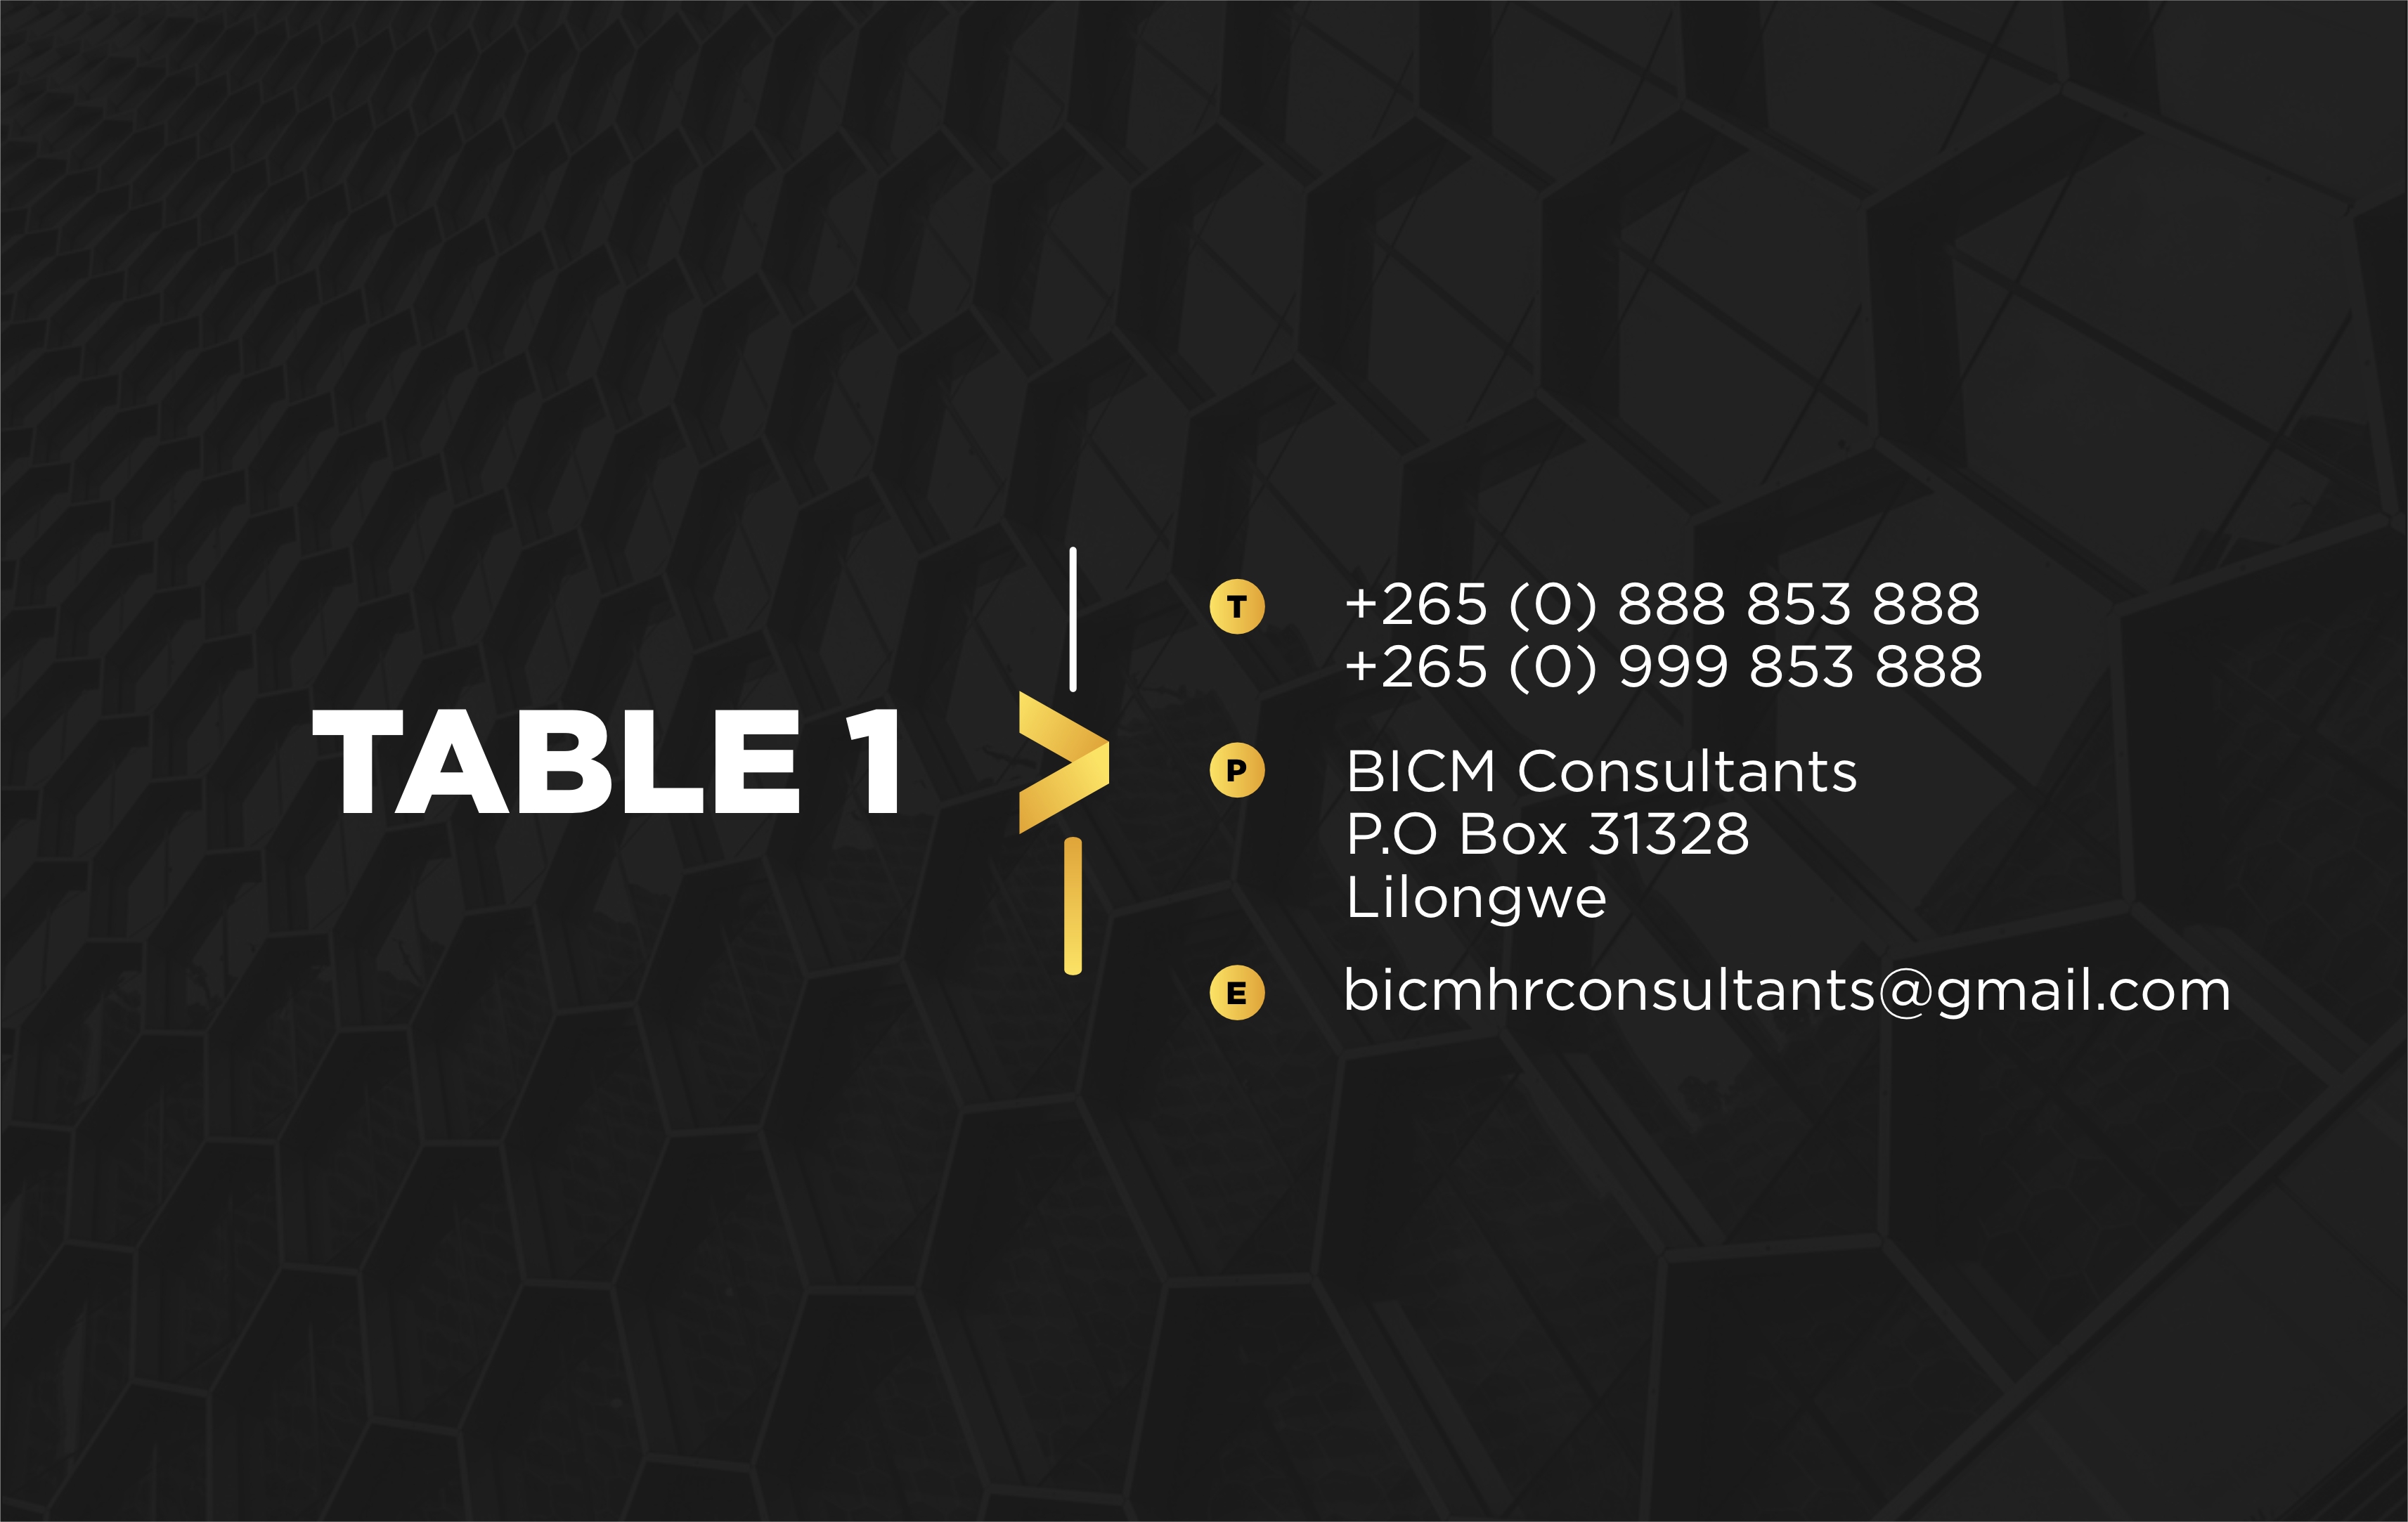 TABLE 1
T
+265 (0) 888 853 888
+265 (0) 999 853 888
P
BICM Consultants
P.O Box 31328
Lilongwe
E
bicmhrconsultants@gmail.com